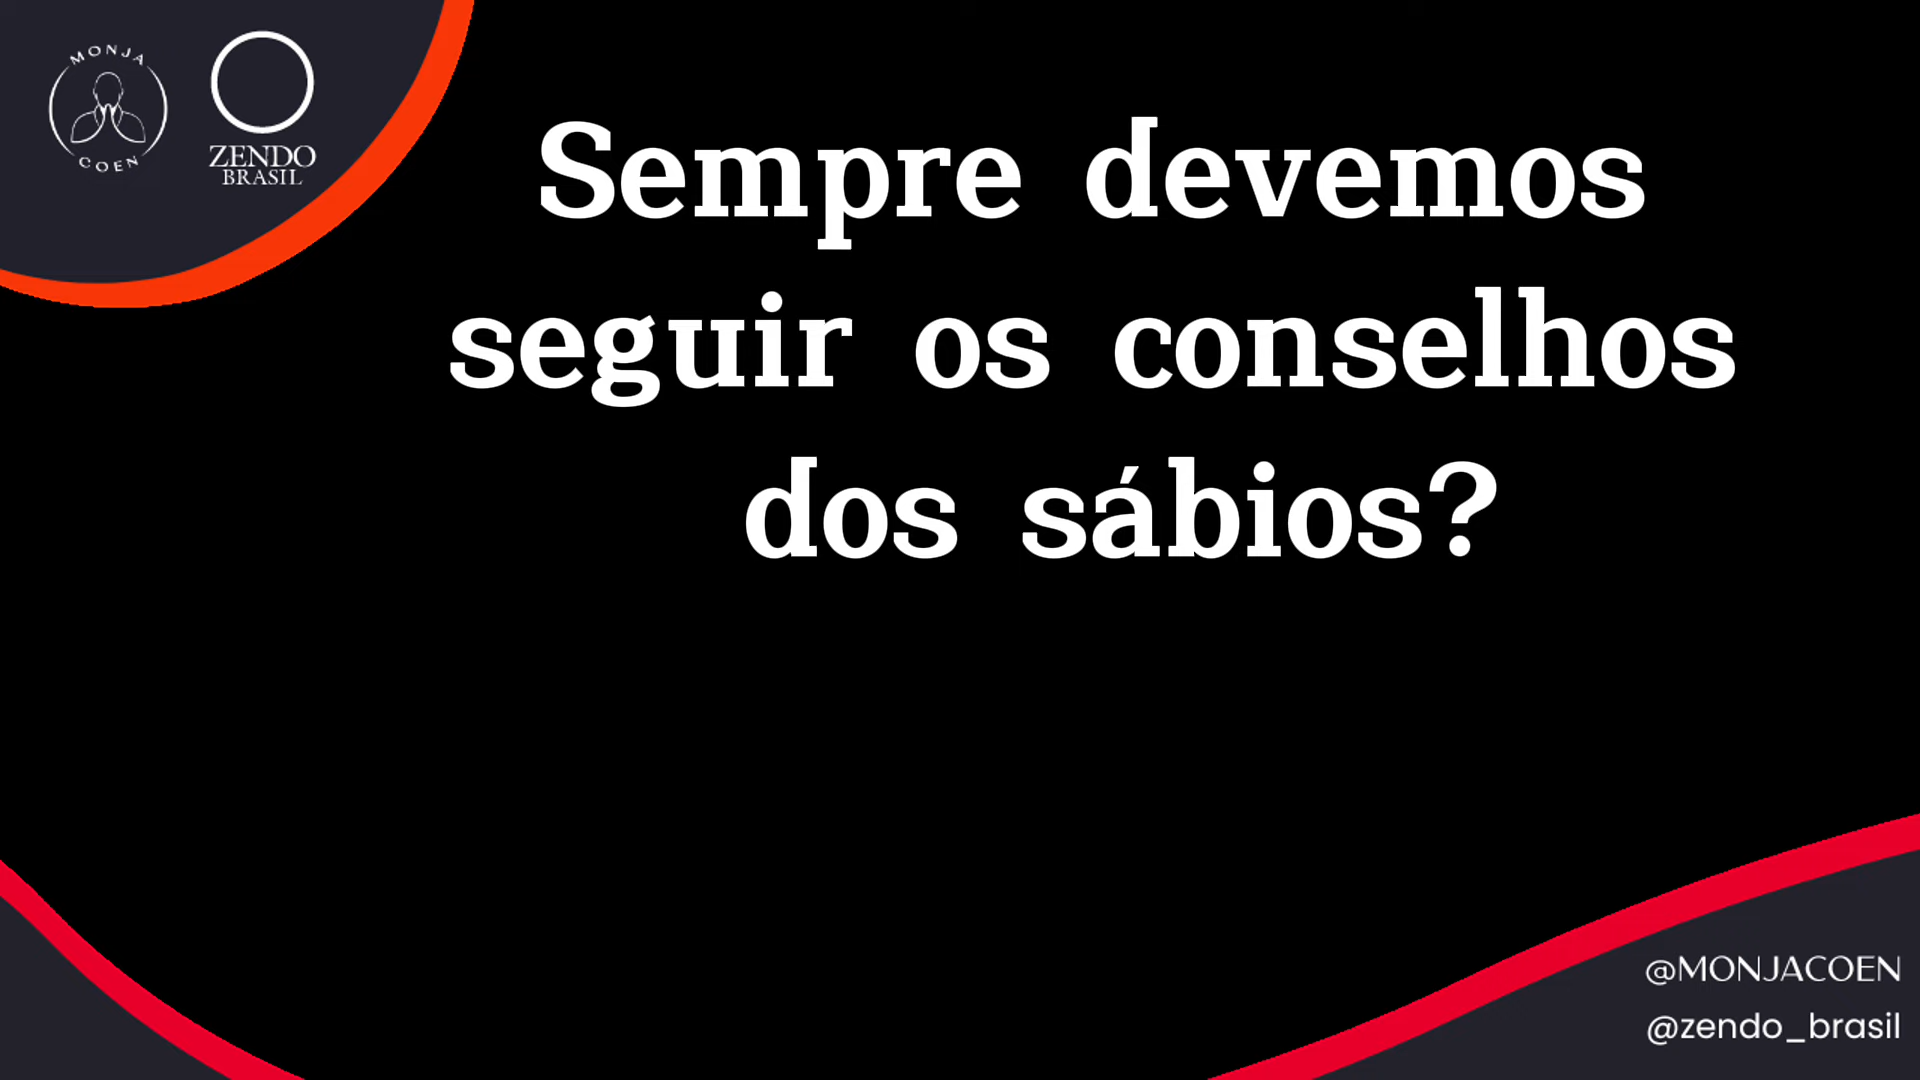 MONJA
COEN
ZENDO
BRASIL
Sempre devemos
seguir os conselhos
dos sábios?
@MONJACOEN
@zendo_brasil